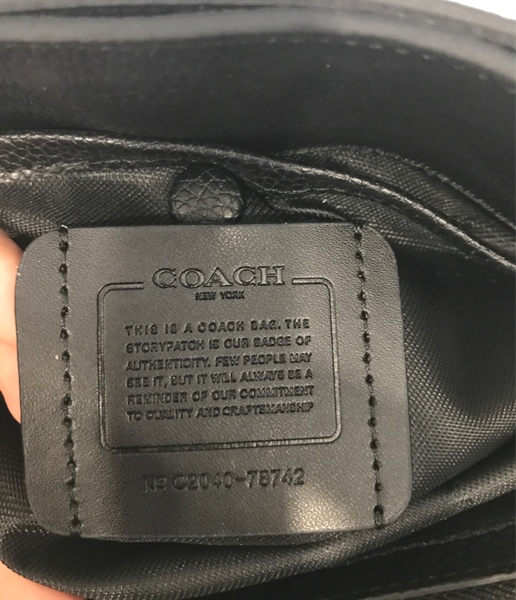 COACH
NEW YORK
THIS IS A COACH BAG. THE
STORYPATCH IS OUR BADGE OF
AUTHENTICITY. FEW PEOPLE MAY
SEE IT, BUT IT WILL ALWAYS BE A
REMINDER OF OUR COMMITMENT
TO QUALITY AND CRAFTSMANSHIP
Nº C2040-78742